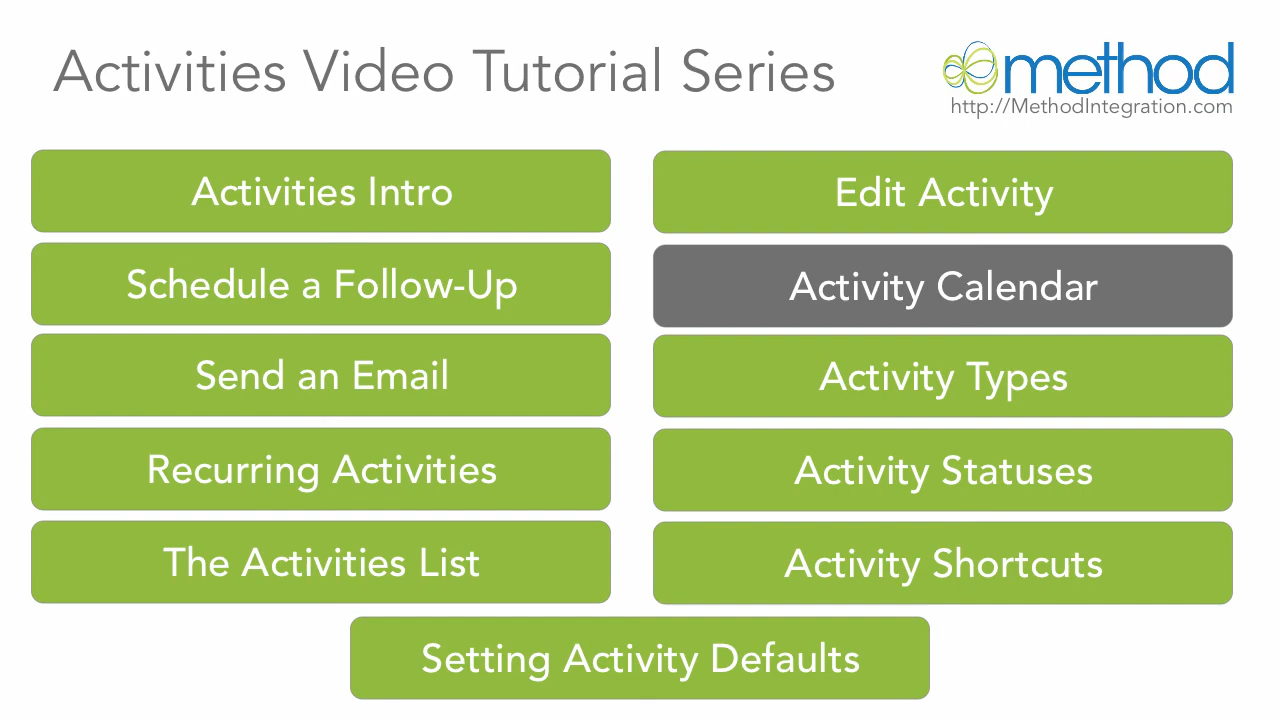 Activities Video Tutorial Series
method
http://MethodIntegration.com
Activities Intro
Schedule a Follow-Up
Send an Email
Recurring Activities
The Activities List
Edit Activity
Activity Calendar
Activity Types
Activity Statuses
Activity Shortcuts
Setting Activity Defaults